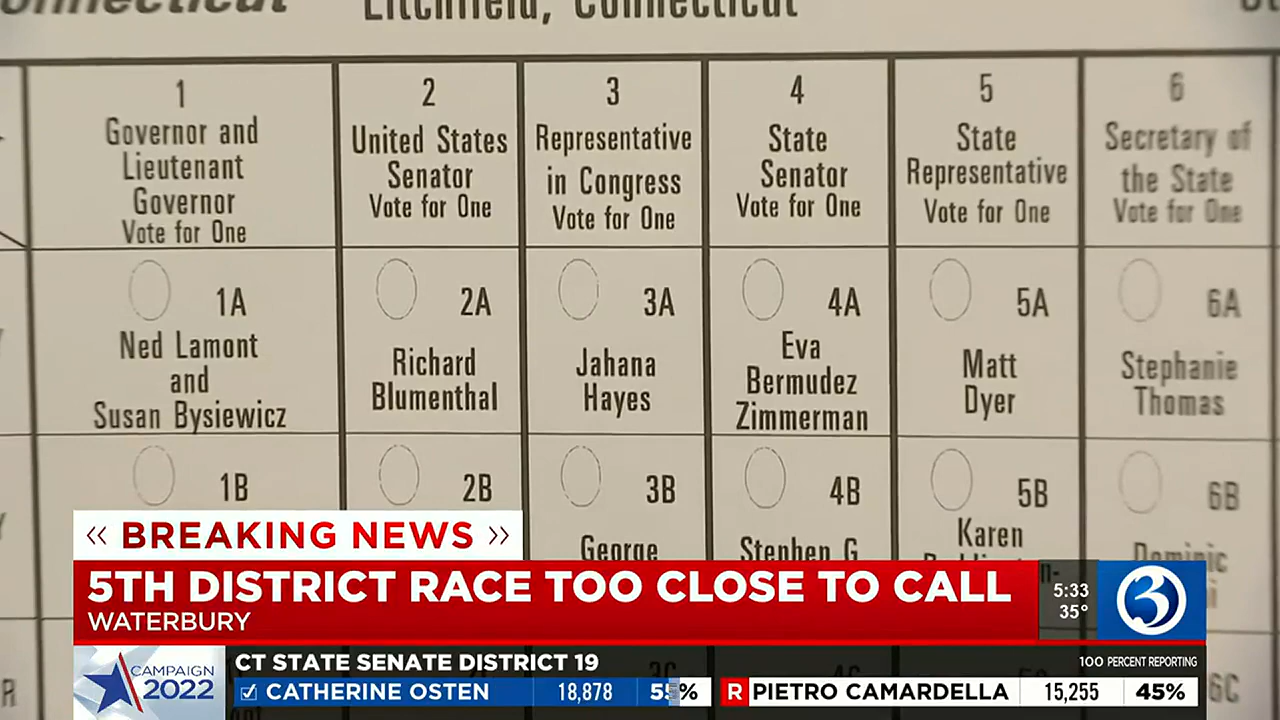 Connecticut
Litchfield, Connecticut
1
Governor and
Lieutenant
Governor
Vote for One
2
United States
Senator
Vote for One
3
Representative
in Congress
Vote for One
4
State
Senator
Vote for One
5
State
Representative
Vote for One
6
Secretary of
the State
Vote for One
1A
Ned Lamont
and
Susan Bysiewicz
2A
Richard
Blumenthal
3A
Jahana
Hayes
4A
Eva
Bermudez
Zimmerman
5A
Matt
Dyer
6A
Stephanie
Thomas
1B
2B
3B
George
4B
Stephen G
5B
Karen
6B
Dominic
« BREAKING NEWS »
5TH DISTRICT RACE TOO CLOSE TO CALL
WATERBURY
5:33
35°
3
CAMPAIGN
2022
CT STATE SENATE DISTRICT 19
100 PERCENT REPORTING
CATHERINE OSTEN 18,878
R PIETRO CAMARDELLA 15,255 45%
3C
6C